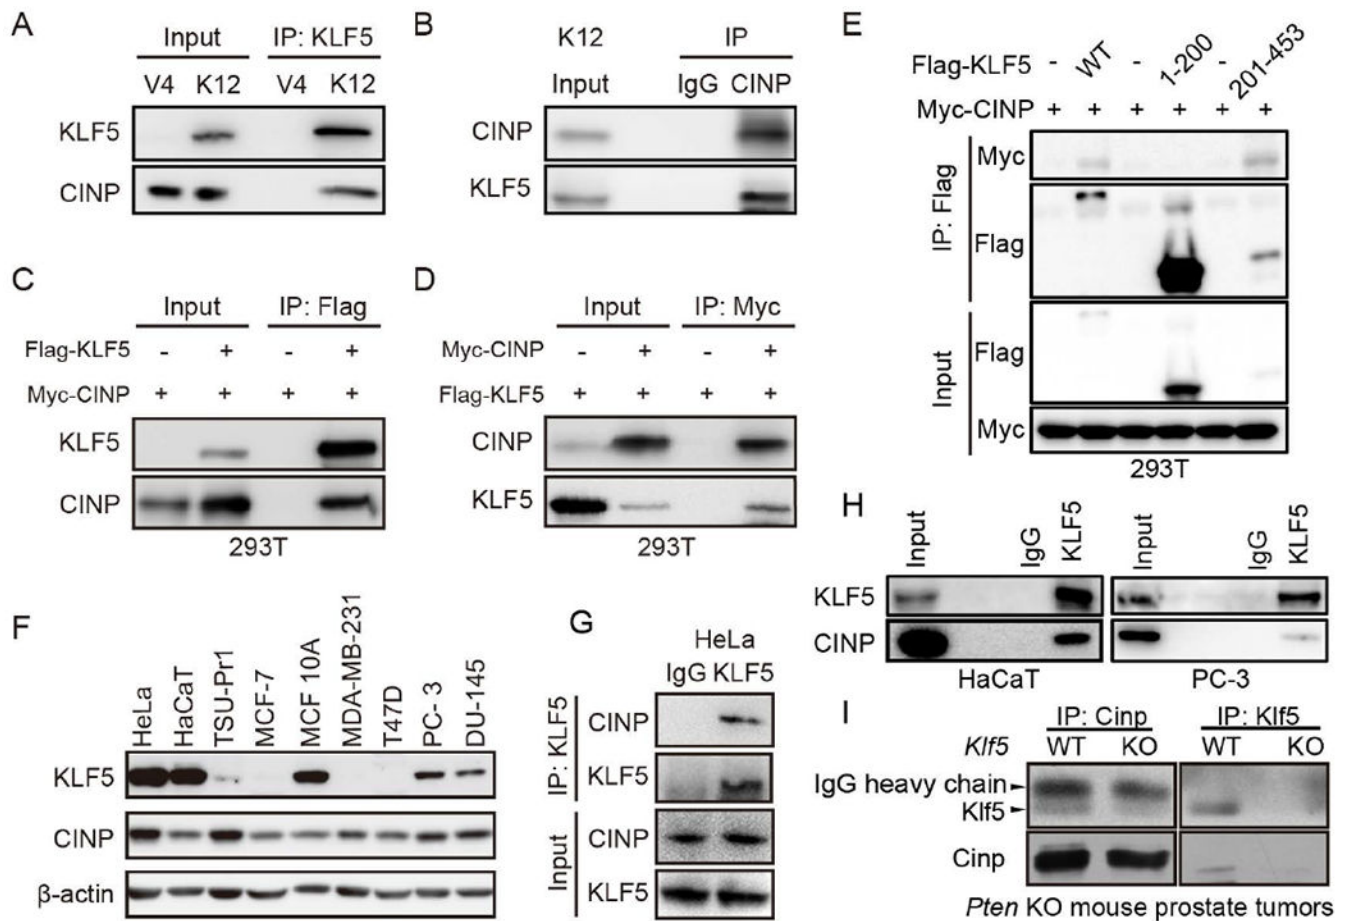 A
Input IP: KLF5
V4 K12 V4 K12
KLF5
CINP
B
K12 IP
Input IgG CINP
CINP
KLF5
C
Input IP: Flag
Flag-KLF5 - + - +
Myc-CINP + + + +
KLF5
CINP
293T
D
Input IP: Myc
Myc-CINP - + - +
Flag-KLF5 + + + +
CINP
KLF5
293T
E
Flag-KLF5 - WT - 1-200 - 201-453
Myc-CINP + + + + + +
IP: Flag
Myc
Flag
Input
Flag
Myc
293T
F
HeLa HaCaT TSU-Pr1 MCF-7 MCF 10A MDA-MB-231 T47D PC- 3 DU-145
KLF5
CINP
β-actin
G
HeLa
IgG KLF5
IP: KLF5
CINP
KLF5
Input
CINP
KLF5
H
Input IgG KLF5 Input IgG KLF5
KLF5
CINP
HaCaT PC-3
I
IP: Cinp IP: Klf5
Klf5 WT KO WT KO
IgG heavy chain
Klf5
Cinp
Pten KO mouse prostate tumors